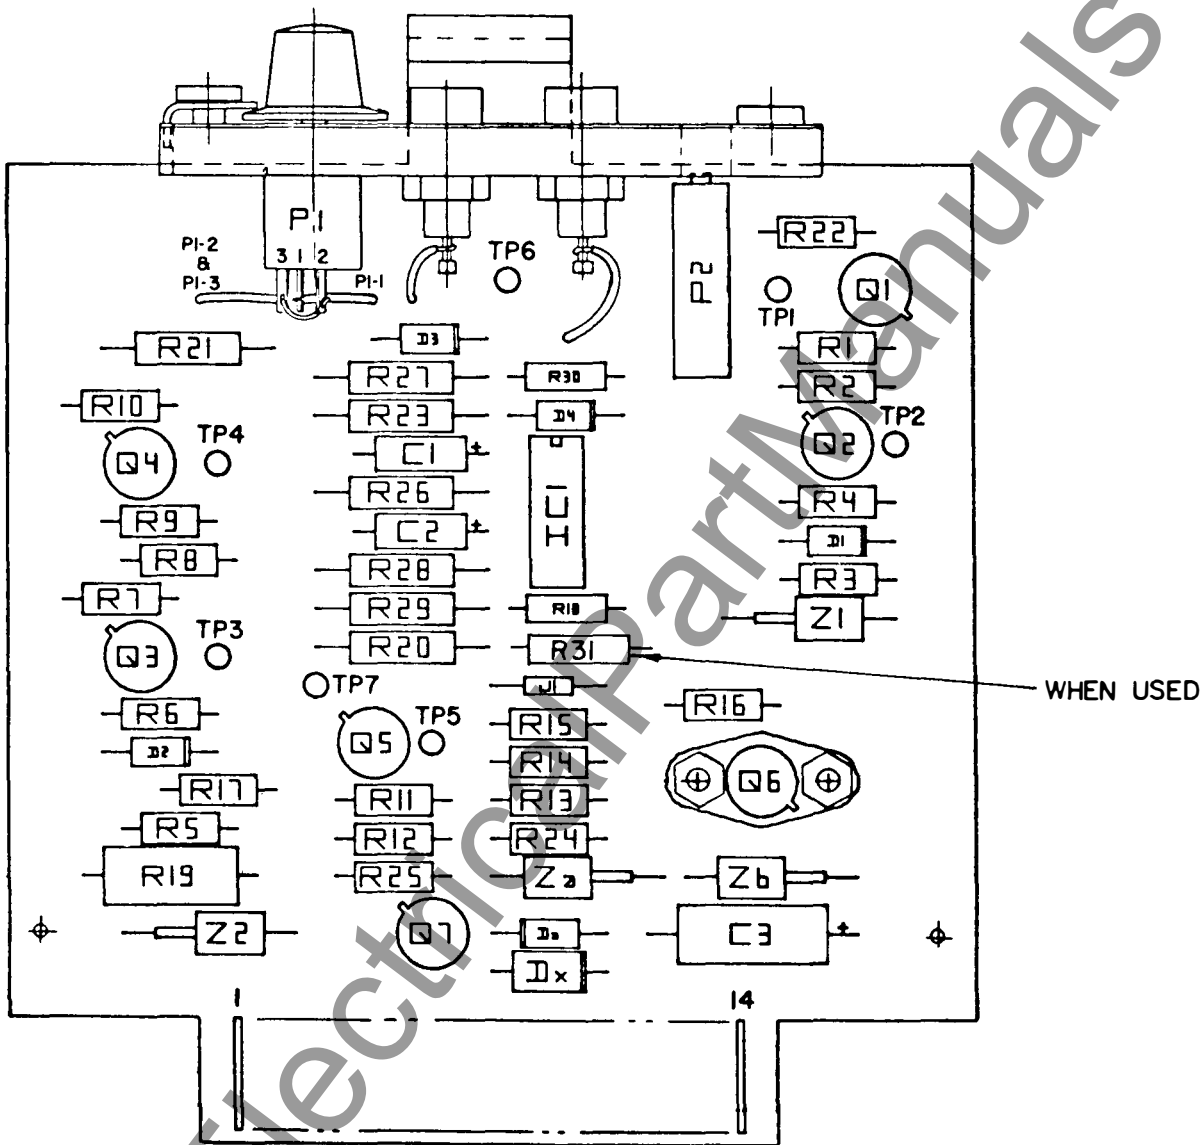 P1
P1-2
&
P1-3
3 1 2
P1-1
TP6
P2
R22
Q1
TP1
R21
D3
R1
R27
R30
R2
R10
R23
D4
TP2
Q2
TP4
Q4
C1
R26
R4
R9
C2
D1
R8
R28
R3
R7
R29
R18
Z1
TP3
Q3
R20
R31
WHEN USED
TP7
J1
R16
R6
TP5
Q5
R15
D2
R14
Q6
R17
R11
R13
R5
R12
R24
R19
R25
Za
Zb
Z2
Q7
Da
C3
Dx
1
14
ElectricalPartManuals